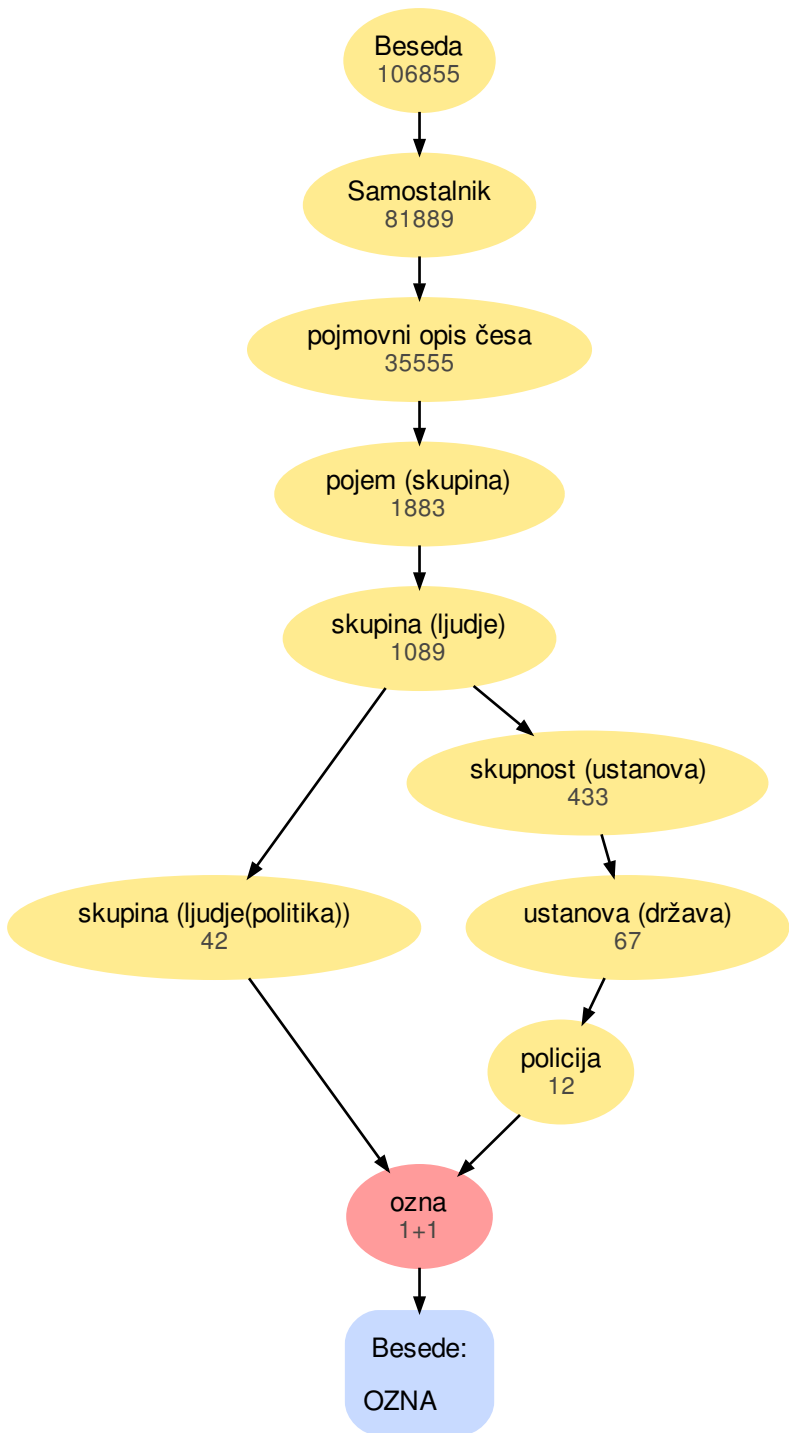 Beseda
106855
Samostalnik
81889
pojmovni opis česa
35555
pojem (skupina)
1883
skupina (ljudje)
1089
skupnost (ustanova)
433
skupina (ljudje(politika))
42
ustanova (država)
67
policija
12
ozna
1+1
Besede:
OZNA